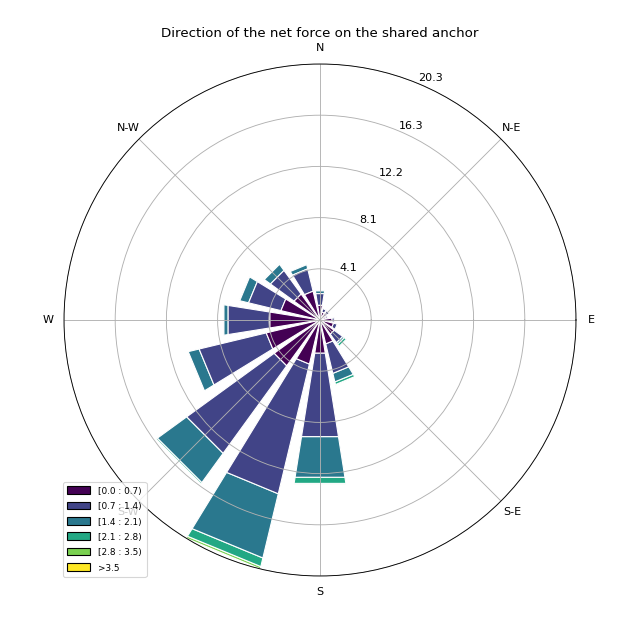 Direction of the net force on the shared anchor
N
20.3
N-W
N-E
16.3
12.2
8.1
4.1
W
E
[0.0 : 0.7)
[0.7 : 1.4)
[1.4 : 2.1)
[2.1 : 2.8)
[2.8 : 3.5)
>3.5
S-W
S-E
S